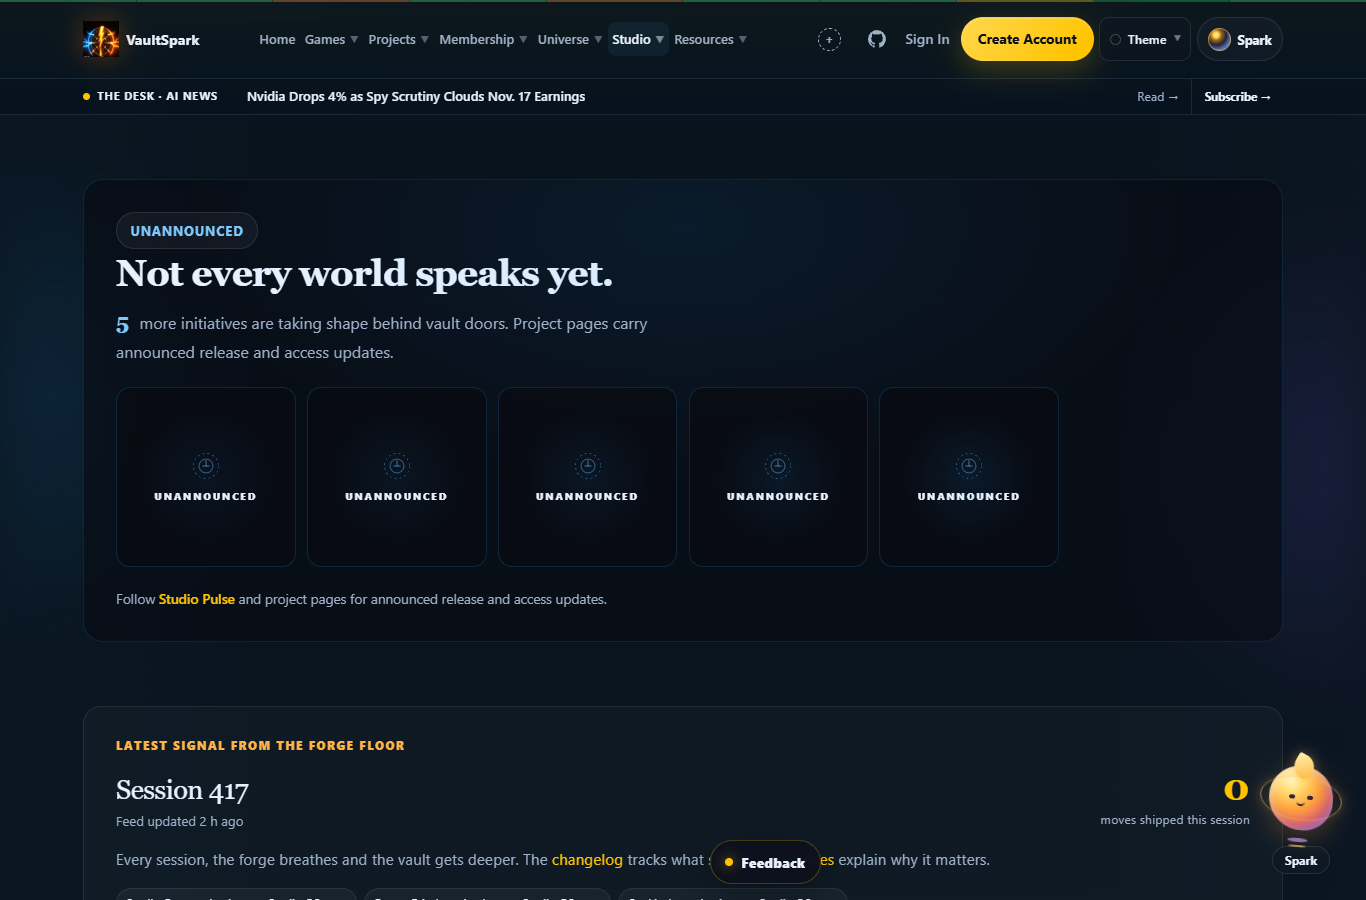 VaultSpark
Home Games Projects Membership Universe Studio Resources
Sign In
Create Account
Theme
Spark
THE DESK · AI NEWS
Nvidia Drops 4% as Spy Scrutiny Clouds Nov. 17 Earnings
Read →
Subscribe →
UNANNOUNCED
Not every world speaks yet.
5 more initiatives are taking shape behind vault doors. Project pages carry
announced release and access updates.
UNANNOUNCED UNANNOUNCED UNANNOUNCED UNANNOUNCED UNANNOUNCED
Follow Studio Pulse and project pages for announced release and access updates.
LATEST SIGNAL FROM THE FORGE FLOOR
Session 417
0
Feed updated 2 h ago
moves shipped this session
Every session, the forge breathes and the vault gets deeper. The changelog tracks what
explain why it matters.
Feedback
Spark